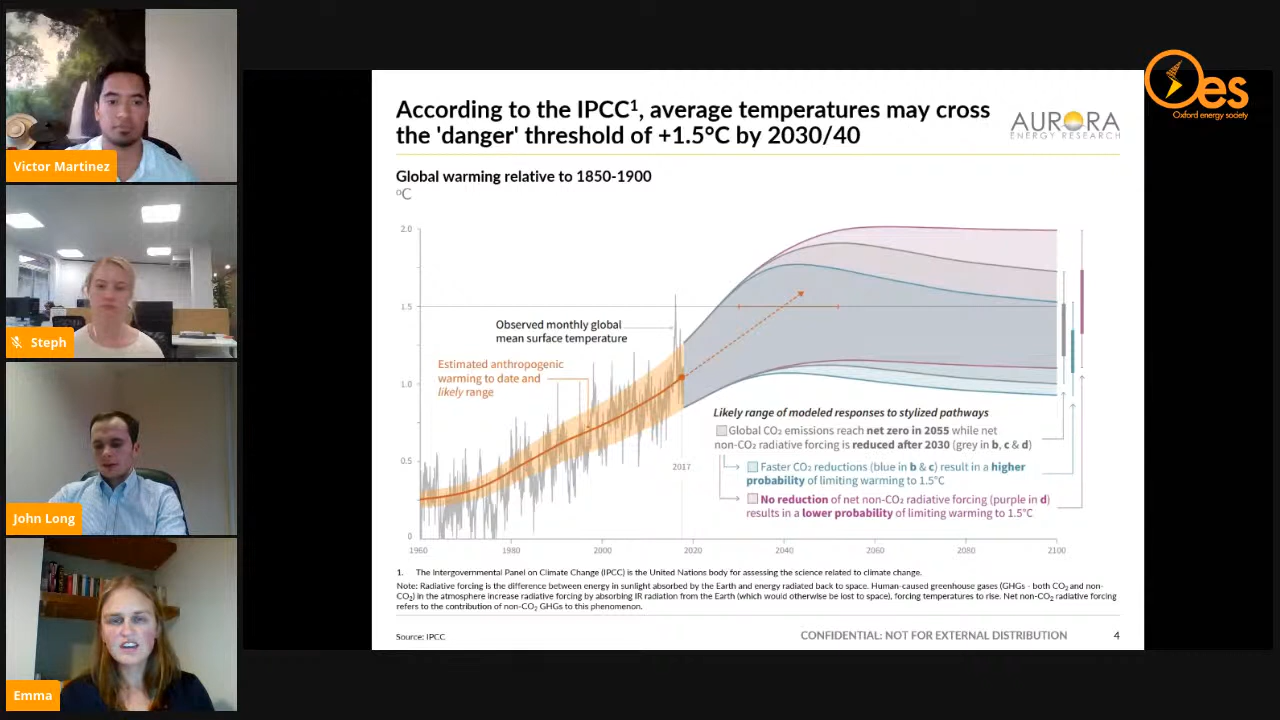 Victor Martinez
Steph
John Long
Emma
Oes
Oxford energy society
According to the IPCC¹, average temperatures may cross
the 'danger' threshold of +1.5°C by 2030/40
AURORA
ENERGY RESEARCH
Global warming relative to 1850-1900
°C
2.0
1.5
1.0
0.5
0
Observed monthly global
mean surface temperature
Estimated anthropogenic
warming to date and
likely range
2017
Likely range of modeled responses to stylized pathways
Global CO₂ emissions reach net zero in 2055 while net
non-CO₂ radiative forcing is reduced after 2030 (grey in b, c & d)
Faster CO₂ reductions (blue in b & c) result in a higher
probability of limiting warming to 1.5°C
No reduction of net non-CO₂ radiative forcing (purple in d)
results in a lower probability of limiting warming to 1.5°C
1960 1980 2000 2020 2040 2060 2080 2100
1. The Intergovernmental Panel on Climate Change (IPCC) is the United Nations body for assessing the science related to climate change.
Note: Radiative forcing is the difference between energy in sunlight absorbed by the Earth and energy radiated back to space. Human-caused greenhouse gases (GHGs - both CO₂ and non-
CO₂) in the atmosphere increase radiative forcing by absorbing IR radiation from the Earth (which would otherwise be lost to space), forcing temperatures to rise. Net non-CO₂ radiative forcing
refers to the contribution of non-CO₂ GHGs to this phenomenon.
Source: IPCC
CONFIDENTIAL: NOT FOR EXTERNAL DISTRIBUTION
4